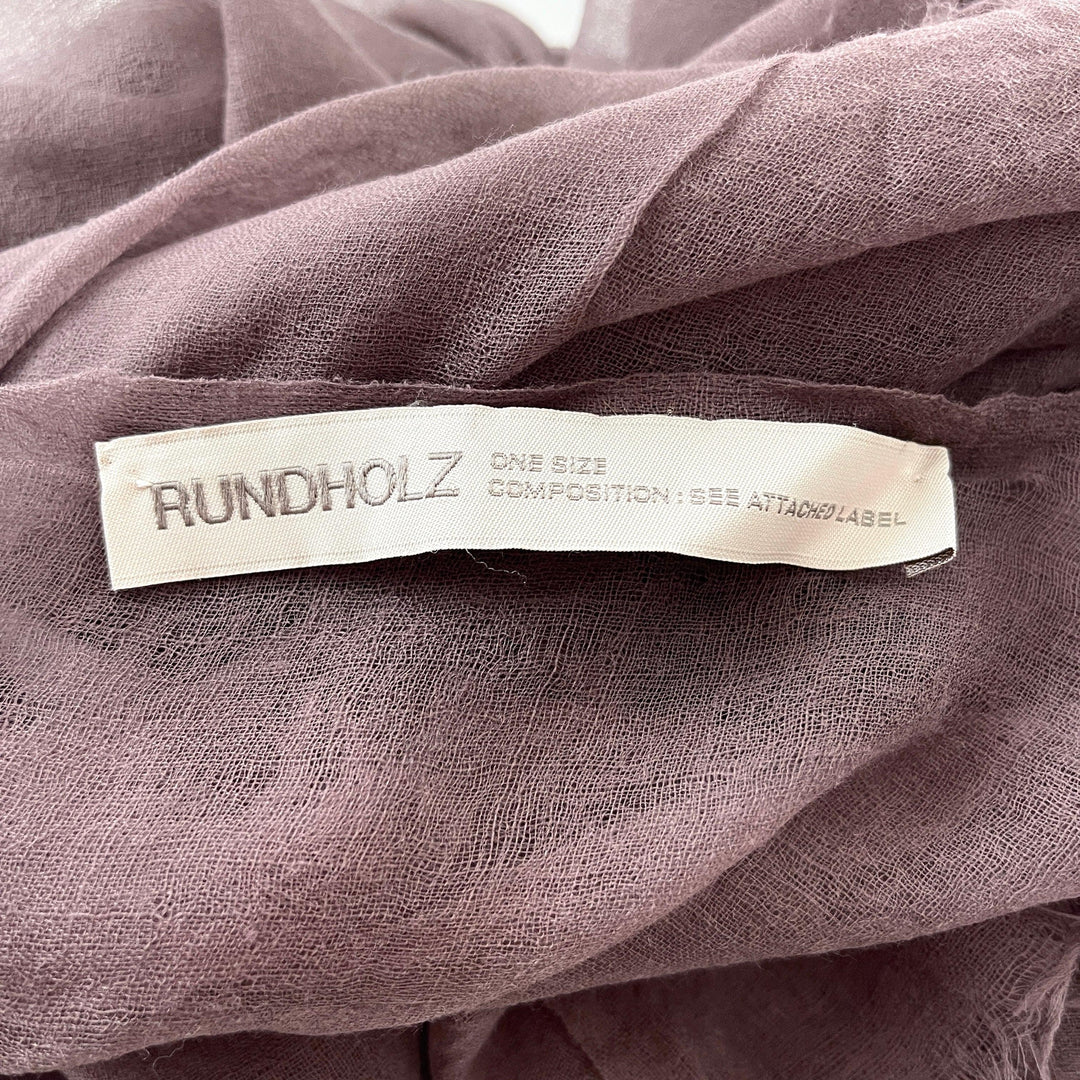 RUNDHOLZ
ONE SIZE
COMPOSITION : SEE ATTACHED LABEL